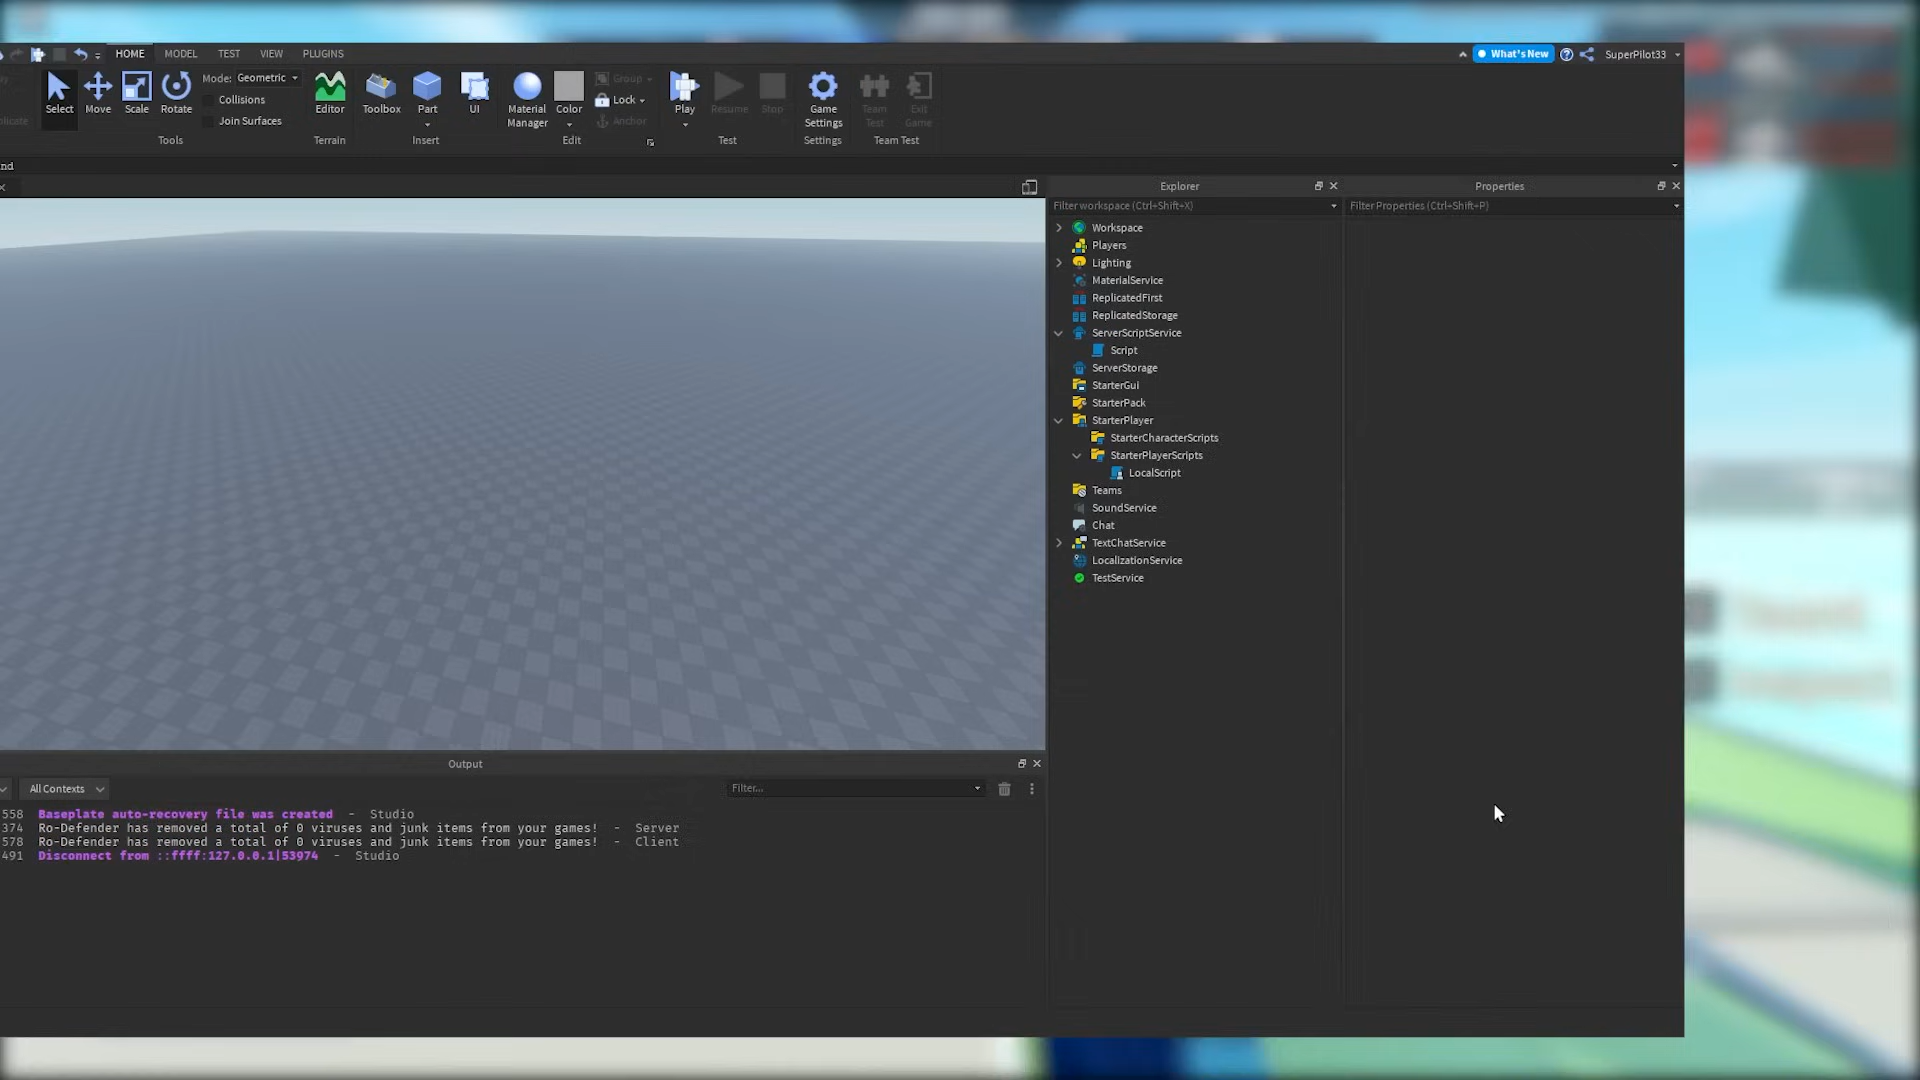 HOME MODEL TEST VIEW PLUGINS
What's New
SuperPilot33
Select
Move
Scale
Rotate
Mode: Geometric
Collisions
Join Surfaces
Tools
Editor
Terrain
Toolbox
Part
UI
Insert
Material Manager
Color
Group
Lock
Anchor
Edit
Play
Resume
Stop
Test
Game Settings
Settings
Team Test
Exit Game
Team Test
plicate
nd
Explorer
Filter workspace (Ctrl+Shift+X)
Workspace
Players
Lighting
MaterialService
ReplicatedFirst
ReplicatedStorage
ServerScriptService
Script
ServerStorage
StarterGui
StarterPack
StarterPlayer
StarterCharacterScripts
StarterPlayerScripts
LocalScript
Teams
SoundService
Chat
TextChatService
LocalizationService
TestService
Properties
Filter Properties (Ctrl+Shift+P)
Output
All Contexts
Filter...
558 Baseplate auto-recovery file was created - Studio
374 Ro-Defender has removed a total of 0 viruses and junk items from your games! - Server
578 Ro-Defender has removed a total of 0 viruses and junk items from your games! - Client
491 Disconnect from ::ffff:127.0.0.1|53974 - Studio